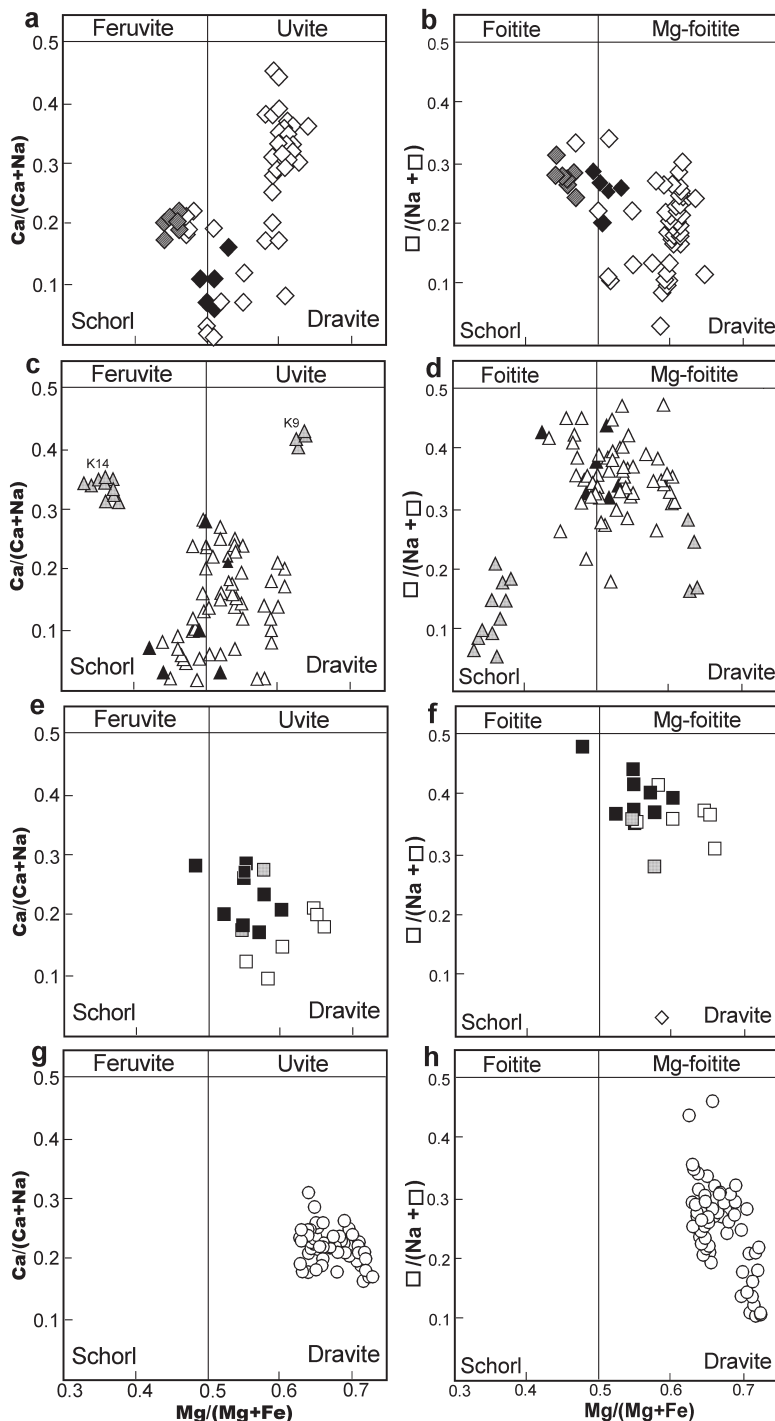 a
Feruvite Uvite
0.5
0.4
0.3
0.2
0.1
Ca/(Ca+Na)
Schorl Dravite
b
Foitite Mg-foitite
0.5
0.4
0.3
0.2
0.1
□/(Na +□)
Schorl Dravite
c
Feruvite Uvite
0.5
0.4
0.3
0.2
0.1
Ca/(Ca+Na)
K14
K9
Schorl Dravite
d
Foitite Mg-foitite
0.5
0.4
0.3
0.2
0.1
□/(Na +□)
Schorl Dravite
e
Feruvite Uvite
0.5
0.4
0.3
0.2
0.1
Ca/(Ca+Na)
Schorl Dravite
f
Foitite Mg-foitite
0.5
0.4
0.3
0.2
0.1
□/(Na +□)
Schorl Dravite
g
Feruvite Uvite
0.5
0.4
0.3
0.2
0.1
Ca/(Ca+Na)
Schorl Dravite
0.3 0.4 0.5 0.6 0.7
Mg/(Mg+Fe)
h
Foitite Mg-foitite
0.5
0.4
0.3
0.2
0.1
□/(Na +□)
Schorl Dravite
0.3 0.4 0.5 0.6 0.7
Mg/(Mg+Fe)